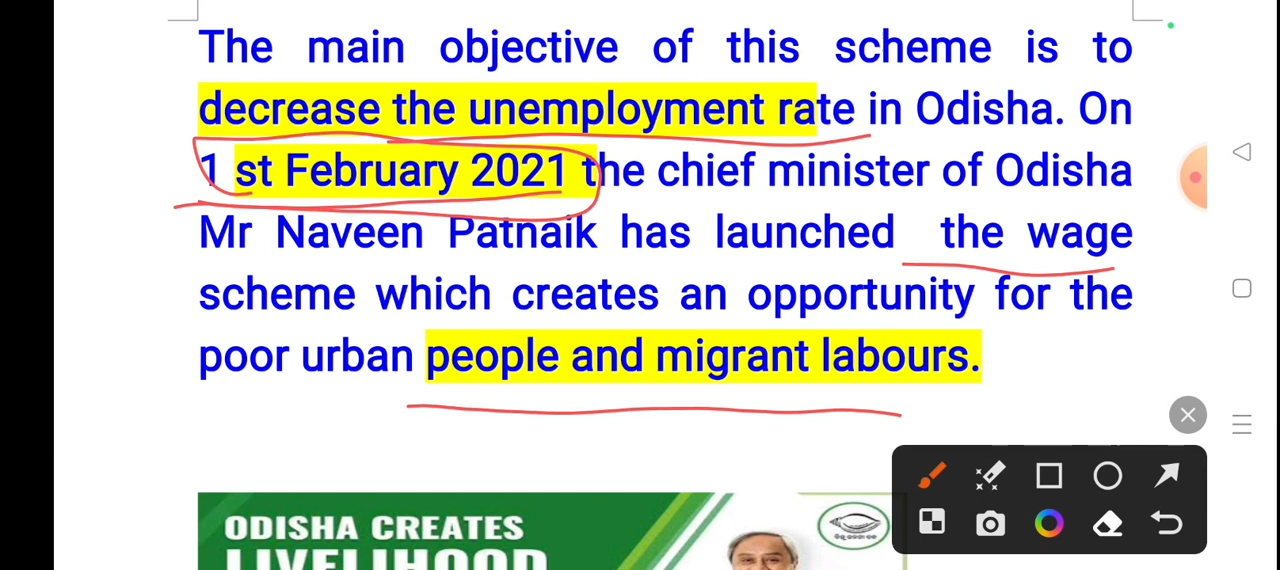 The main objective of this scheme is to
decrease the unemployment rate in Odisha. On
1 st February 2021 the chief minister of Odisha
Mr Naveen Patnaik has launched the wage
scheme which creates an opportunity for the
poor urban people and migrant labours.
ODISHA CREATES
LIVELIHOOD